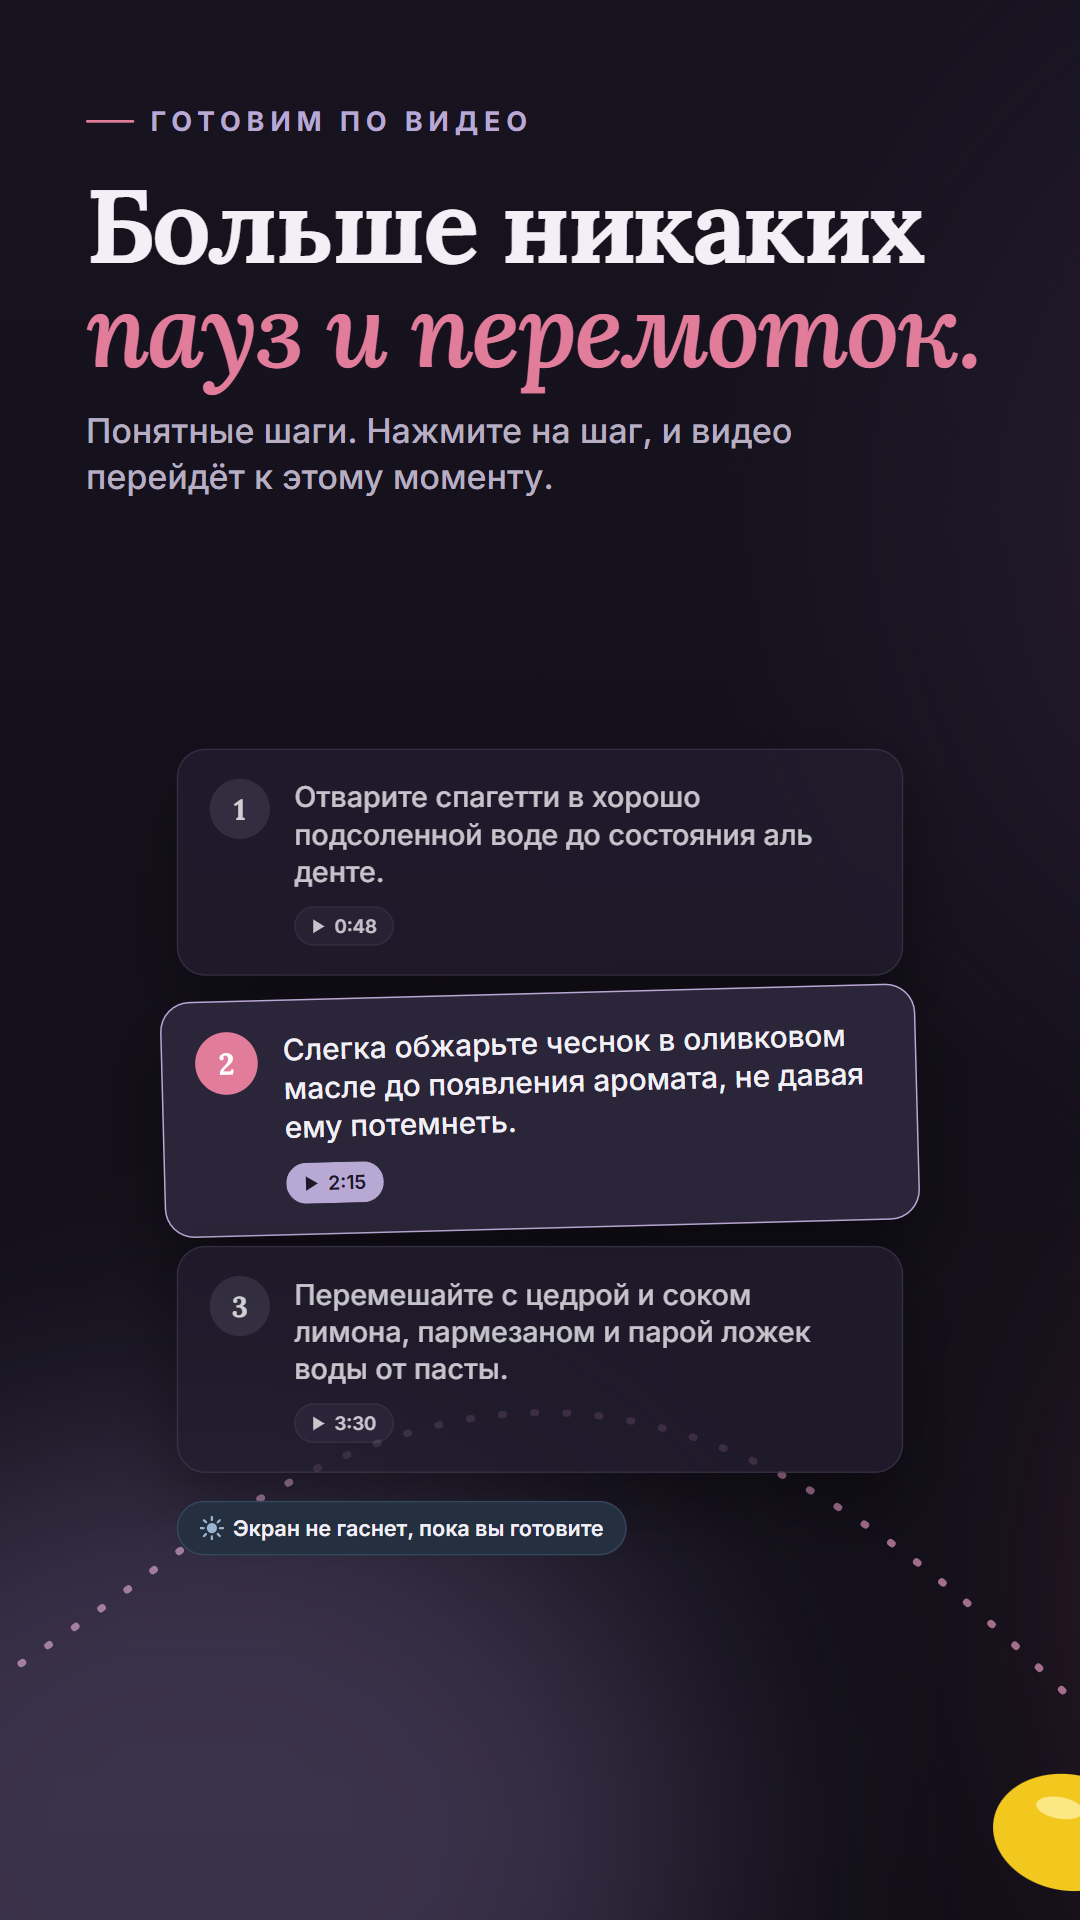 ГОТОВИМ ПО ВИДЕО
Больше никаких
пауз и перемоток.
Понятные шаги. Нажмите на шаг, и видео
перейдёт к этому моменту.
1
Отварите спагетти в хорошо
подсоленной воде до состояния аль
денте.
0:48
2
Слегка обжарьте чеснок в оливковом
масле до появления аромата, не давая
ему потемнеть.
2:15
3
Перемешайте с цедрой и соком
лимона, пармезаном и парой ложек
воды от пасты.
3:30
Экран не гаснет, пока вы готовите